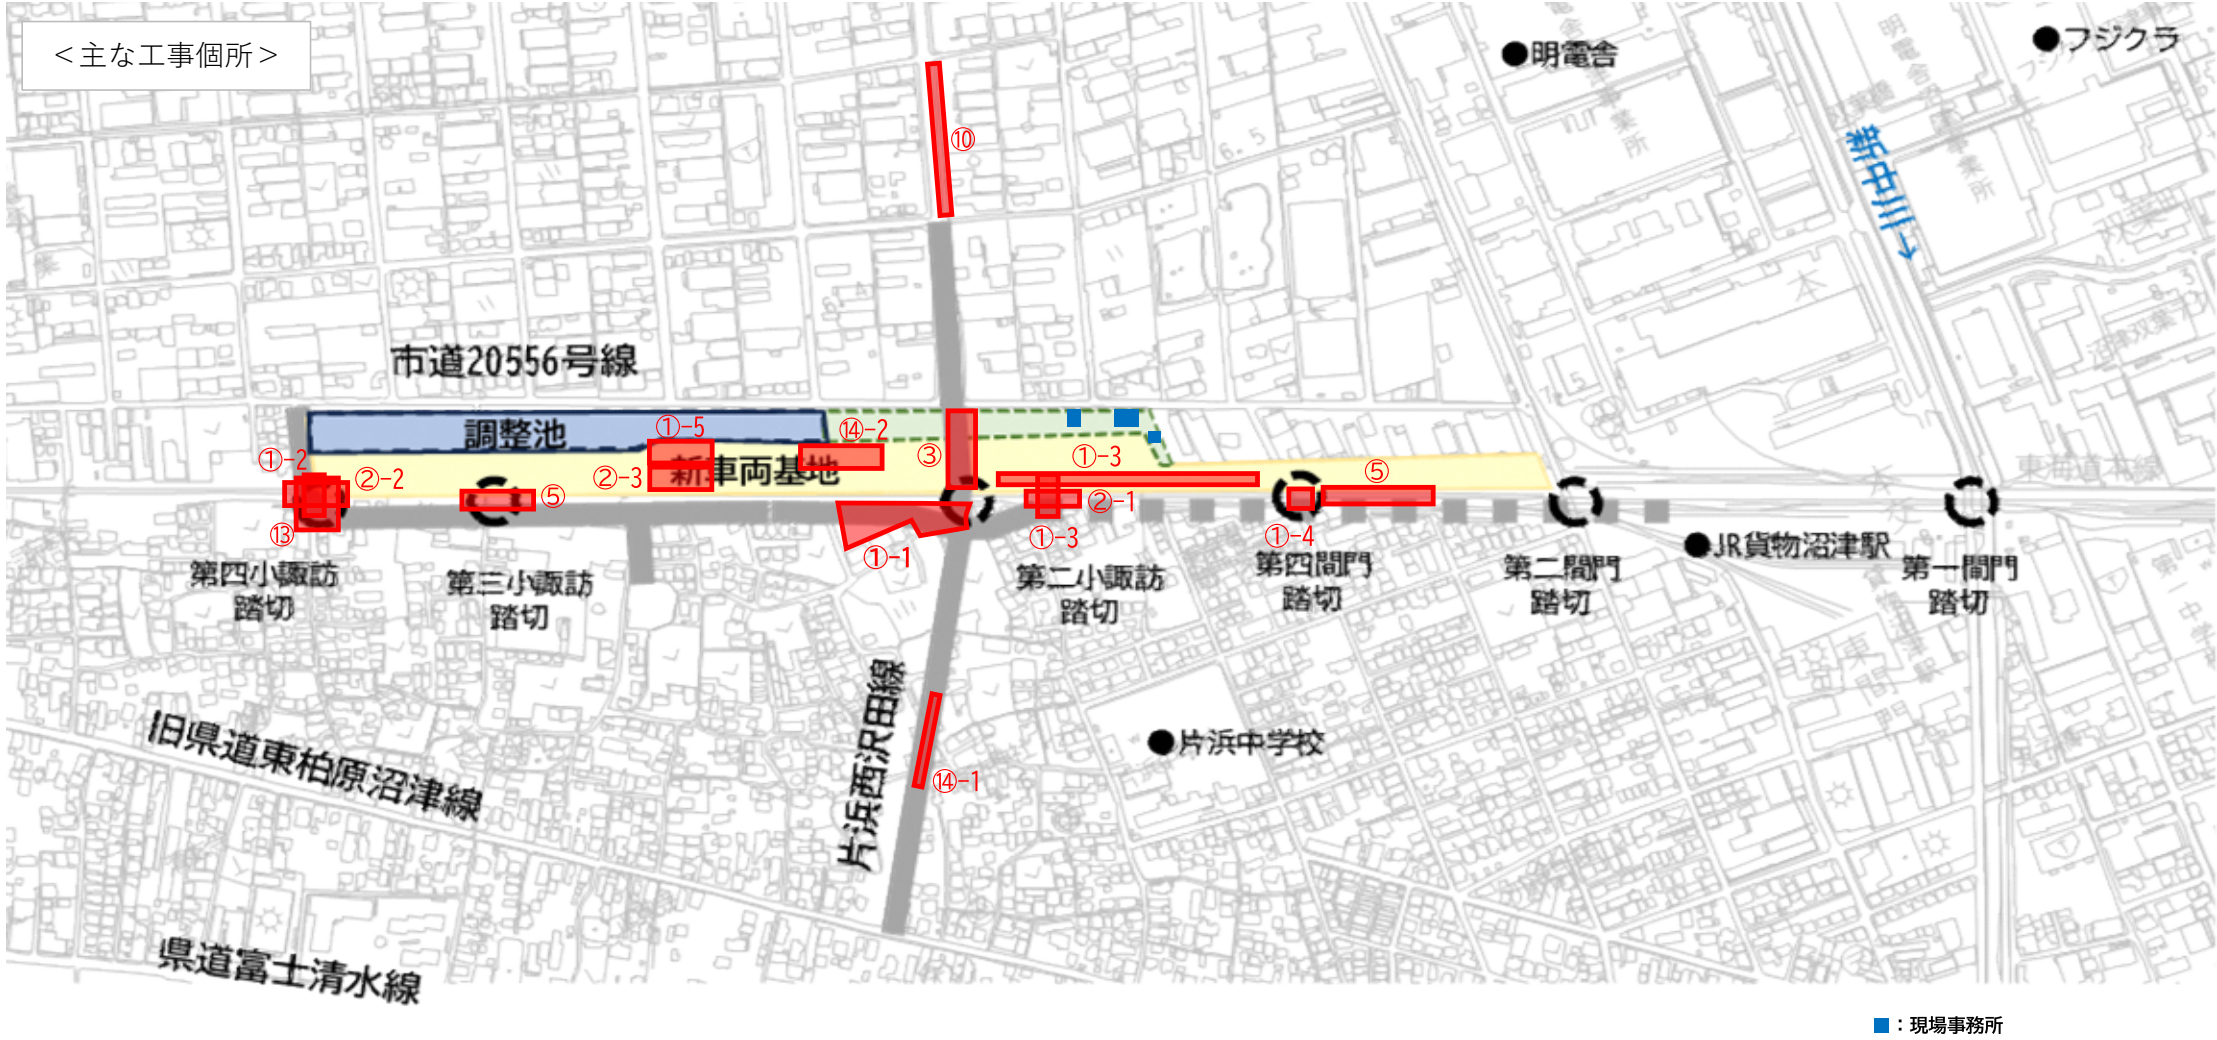 ＜主な工事個所＞
●明電舎
●フジクラ
⑩
6.5
新中川→
市道20556号線
7.5
調整池
①-5
⑭-2
新車両基地
③
①-3
⑤
①-2
②-2
②-3
⑤
②-1
東海道本線
⑬
①-1
①-3
①-4
●JR貨物沼津駅
第四小諏訪
踏切
第三小諏訪
踏切
第二小諏訪
踏切
第四間門
踏切
第二間門
踏切
第一間門
踏切
片浜西沢田線
旧県道東柏原沼津線
●片浜中学校
⑭-1
県道富士清水線
■：現場事務所